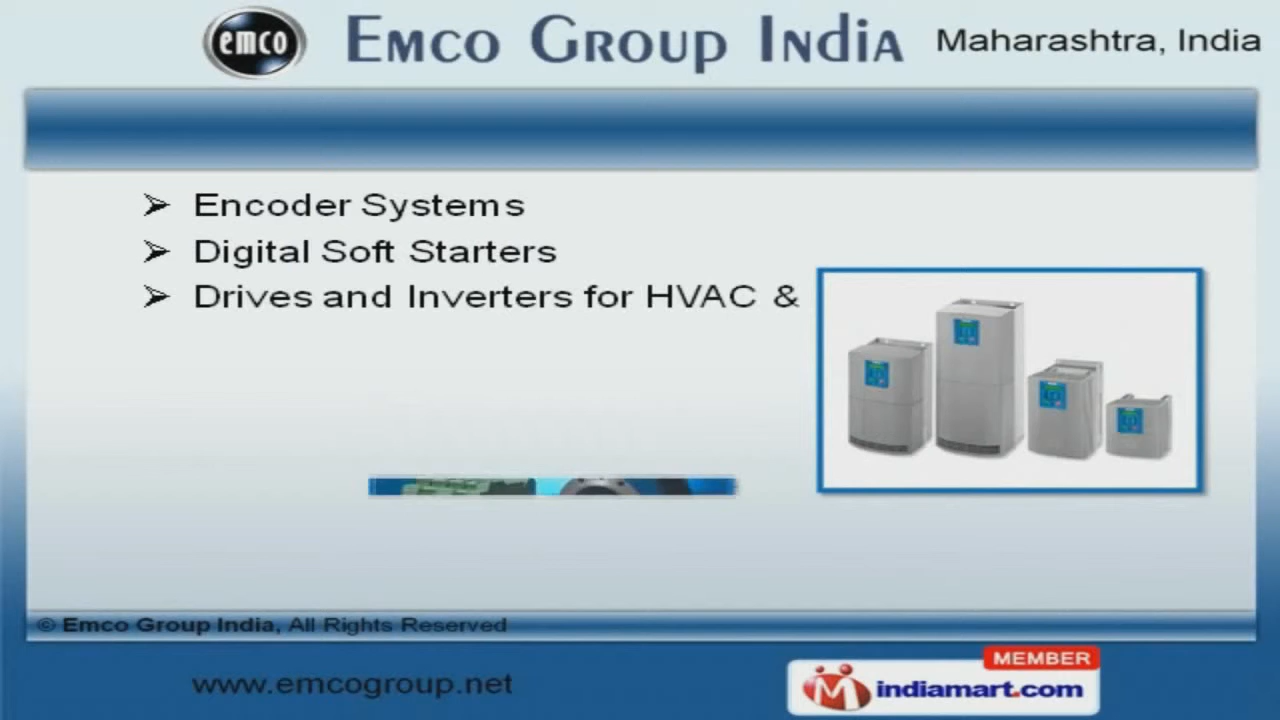 emco
EMCO GROUP INDIA
Maharashtra, India
➢ Encoder Systems
➢ Digital Soft Starters
➢ Drives and Inverters for HVAC &
© Emco Group India, All Rights Reserved
www.emcogroup.net
MEMBER
indiamart.com